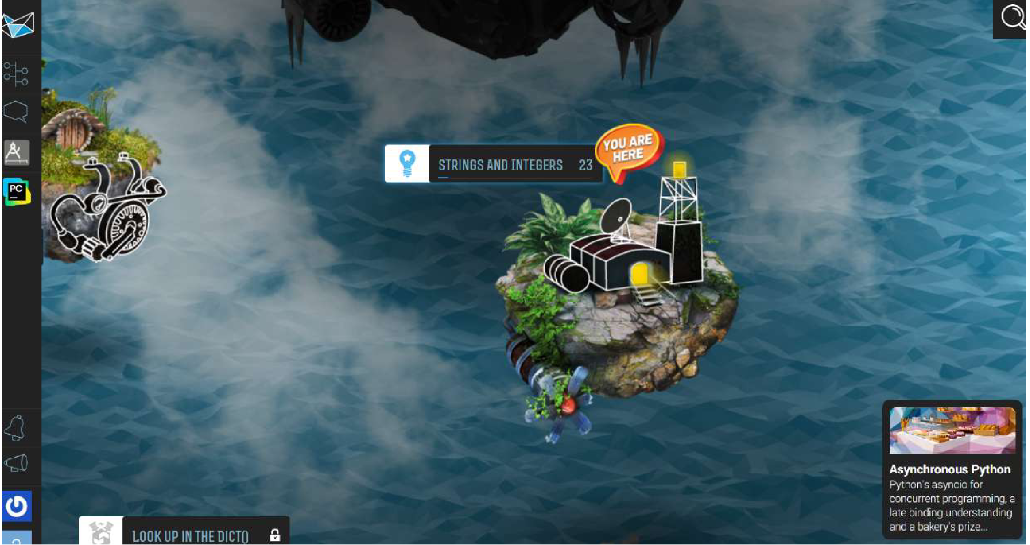 PC
STRINGS AND INTEGERS 23
YOU ARE
HERE
Asynchronous Python
Python's asyncio for
concurrent programming, a
late binding understanding
and a bakery's prize...
LOOK UP IN THE DICT()